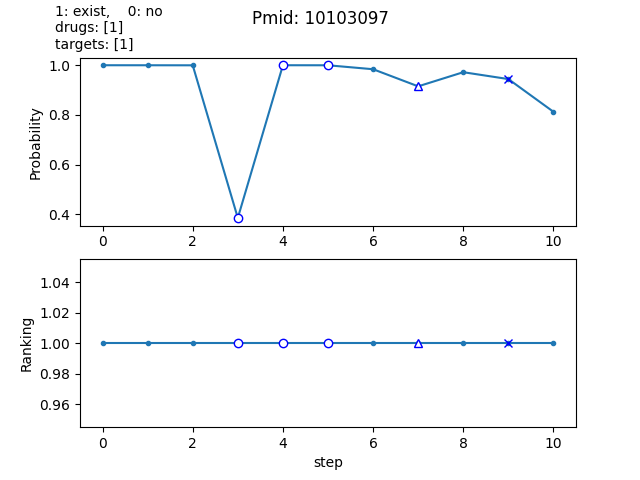 1: exist,    0: no
Pmid: 10103097
drugs: [1]
targets: [1]
1.0
0.8
0.6
0.4
Probability
0 2 4 6 8 10
1.04
1.02
1.00
0.98
0.96
Ranking
0 2 4 6 8 10
step